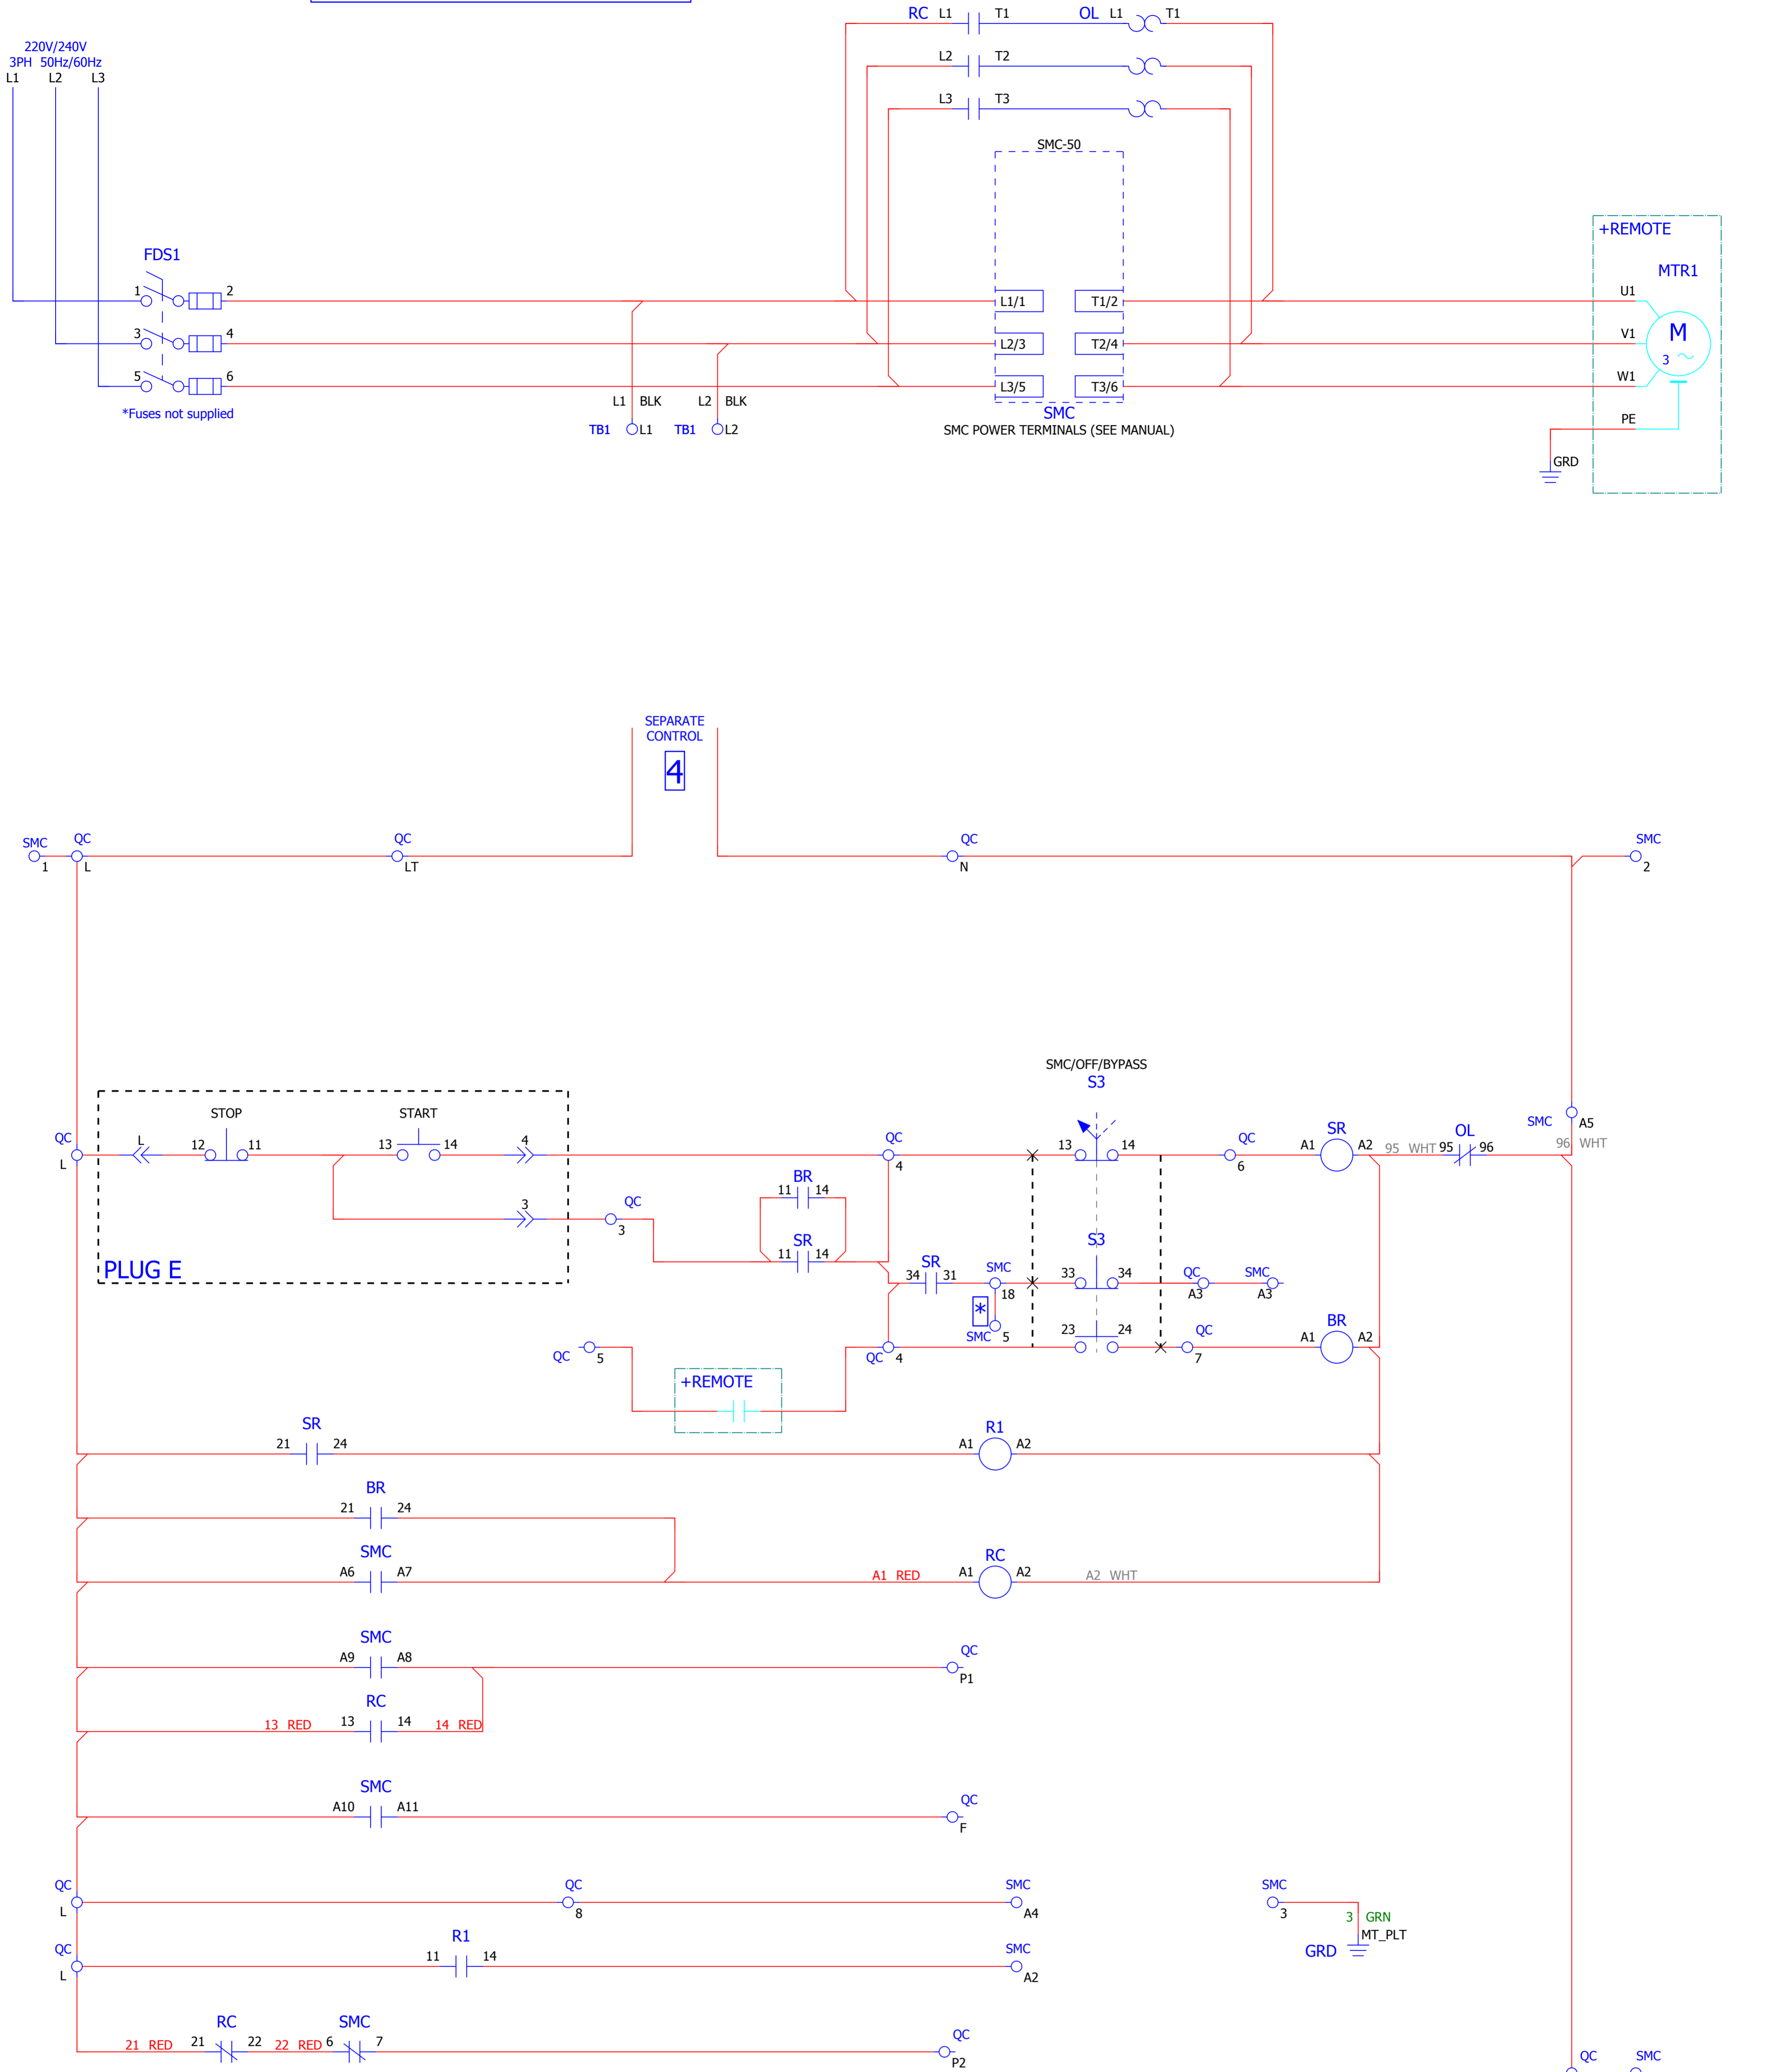 RC L1 T1 OL L1 T1
220V/240V
3PH 50Hz/60Hz
L1 L2 L3
L2 T2
L3 T3
SMC-50
+REMOTE
MTR1
FDS1
1 2
L1/1 T1/2
U1
3 4
L2/3 T2/4
V1
M
3
5 6
L3/5 T3/6
W1
*Fuses not supplied
L1 BLK
L2 BLK
TB1 L1
TB1 L2
SMC
SMC POWER TERMINALS (SEE MANUAL)
PE
GRD
SEPARATE
CONTROL
4
SMC
1
QC
L
QC
LT
QC
N
SMC
2
SMC/OFF/BYPASS
S3
STOP
START
SMC A5
QC
L
L
12 11
13 14
4
QC
4
13 14
QC
6
SR
A1 A2
95 WHT
OL
95 96
96 WHT
BR
11 14
3
QC
3
SR
11 14
S3
PLUG E
SR
34 31
SMC
18
33 34
QC
A3
SMC
A3
*
SMC 5
23 24
QC
7
BR
A1 A2
QC 5
QC 4
+REMOTE
SR
21 24
R1
A1 A2
BR
21 24
SMC
A6 A7
A1 RED
RC
A1 A2
A2 WHT
SMC
A9 A8
QC
P1
RC
13 RED 13 14 14 RED
SMC
A10 A11
QC
F
QC
L
QC
8
SMC
A4
SMC
3
3 GRN
MT_PLT
GRD
QC
L
R1
11 14
SMC
A2
RC
SMC
21 RED 21 22 22 RED 6 7
QC
P2
QC SMC